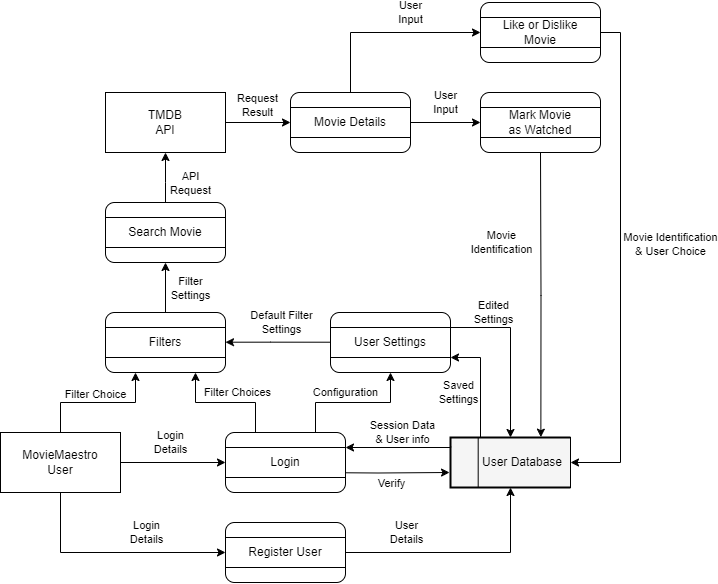 User
Input
Like or Dislike
Movie
TMDB
API
Request
Result
Movie Details
User
Input
Mark Movie
as Watched
API
Request
Search Movie
Movie
Identification
Movie Identification
& User Choice
Filter
Settings
Default Filter
Settings
Edited
Settings
Filters
User Settings
Filter Choice
Filter Choices
Configuration
Saved
Settings
MovieMaestro
User
Login
Details
Login
Session Data
& User info
Verify
User Database
Login
Details
Register User
User
Details